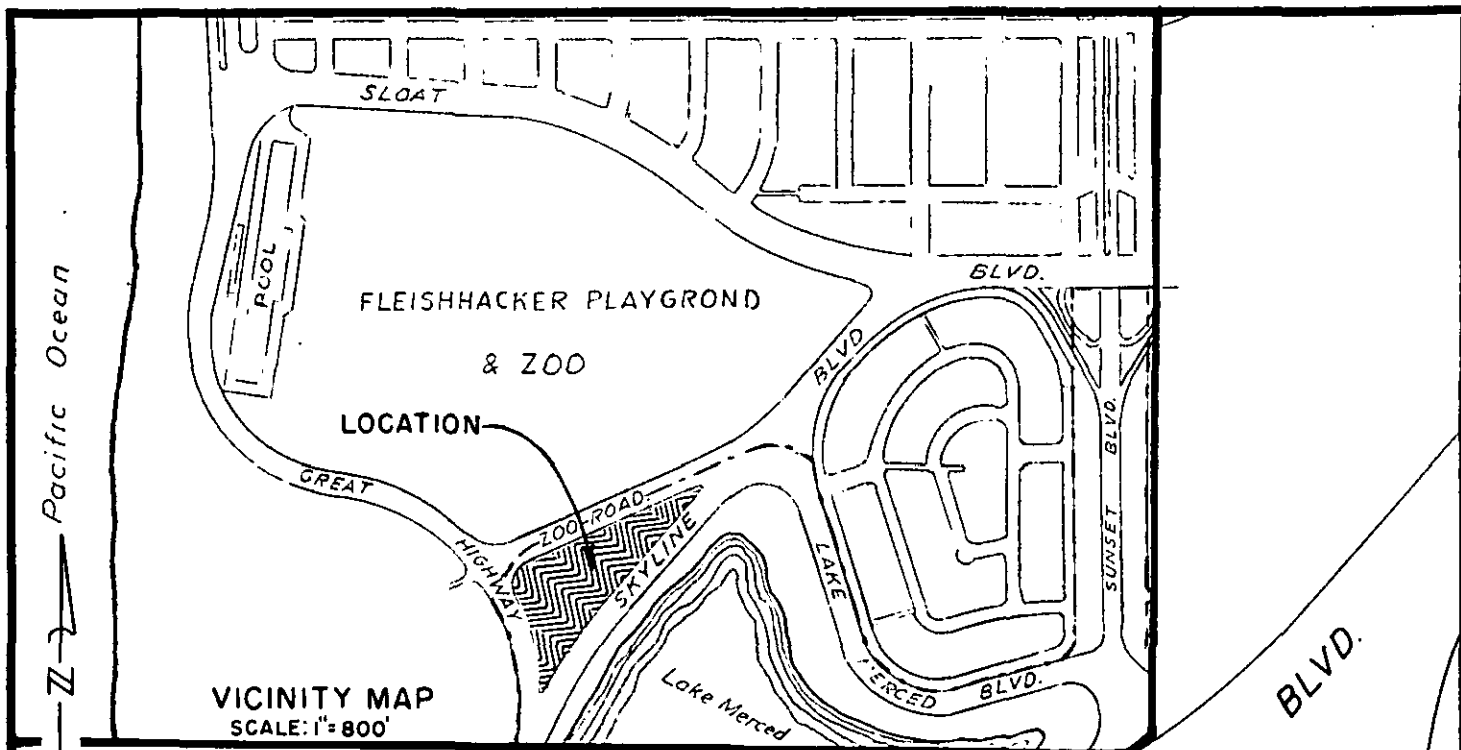 SLOAT
BLVD.
POOL
Pacific Ocean
FLEISHHACKER PLAYGROND
& ZOO
BLVD
LOCATION
GREAT
HIGHWAY
ZOO ROAD
SKYLINE
LAKE
MERCED
BLVD.
SUNSET BLVD.
Lake Merced
N
VICINITY MAP
SCALE: 1"=800'
BLVD.